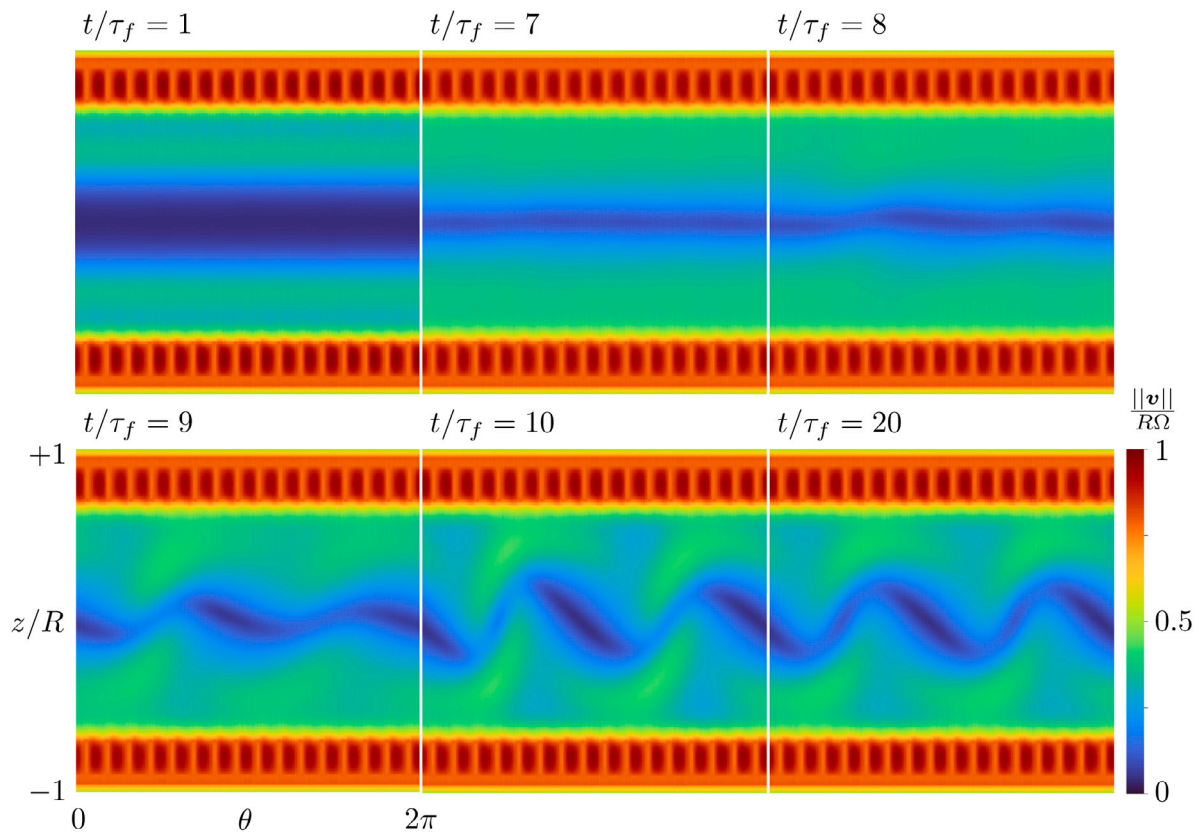 t/τ_f = 1
t/τ_f = 7
t/τ_f = 8
t/τ_f = 9
t/τ_f = 10
t/τ_f = 20
||v||
RΩ
+1
z/R
−1
0
θ
2π
1
0.5
0